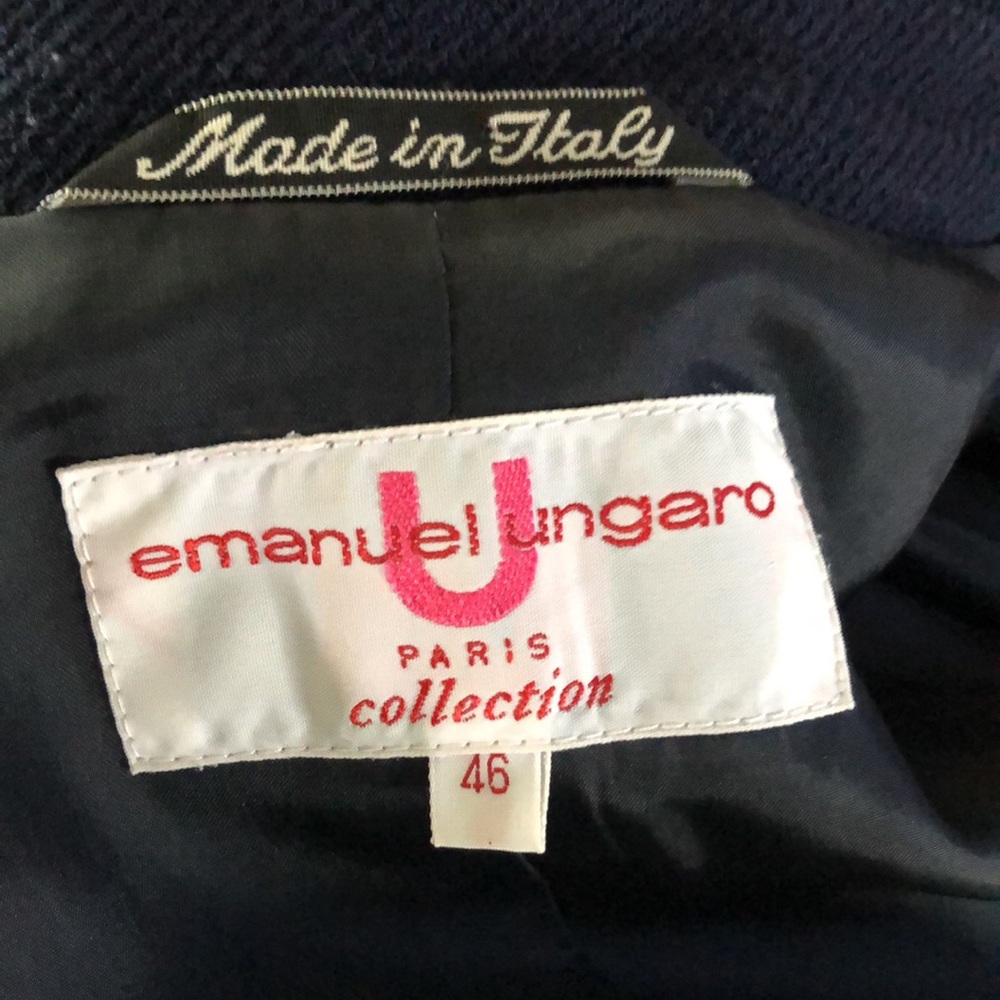 Made in Italy
U
emanuel ungaro
PARIS
collection
46